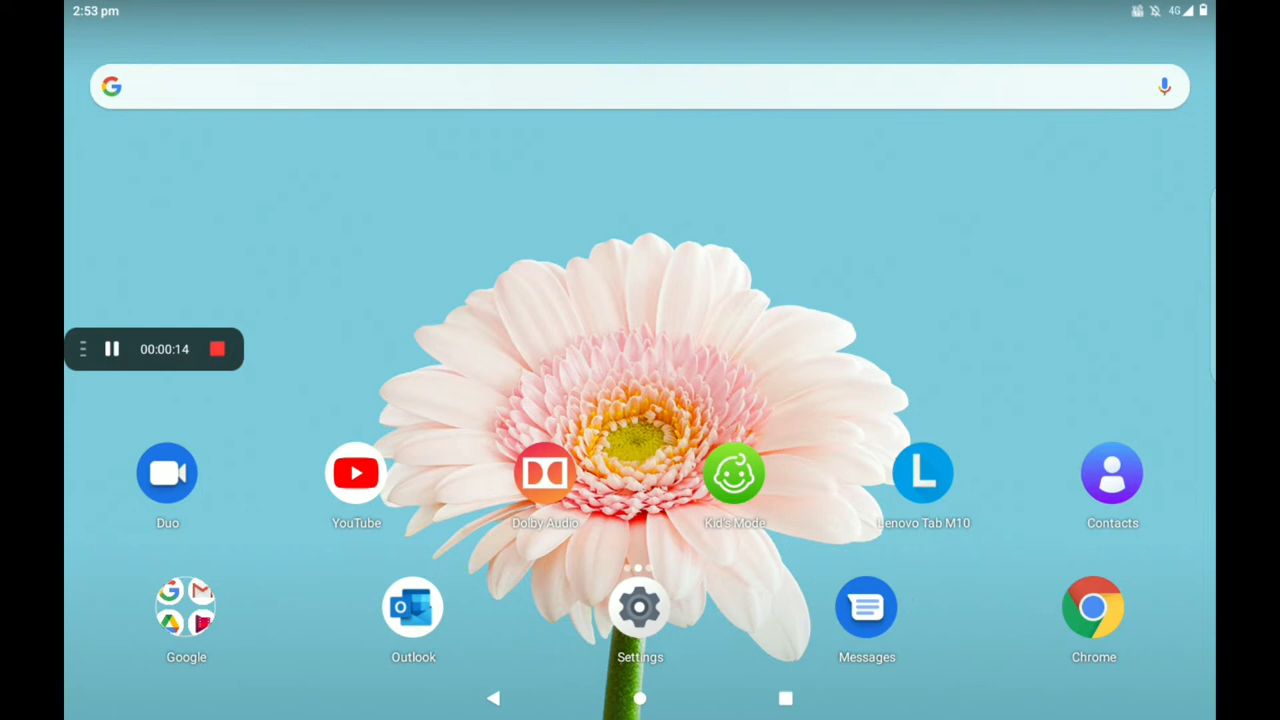 2:53 pm
4G
00:00:14
Duo
YouTube
Dolby Audio
Kid's Mode
Lenovo Tab M10
Contacts
Google
Outlook
Settings
Messages
Chrome